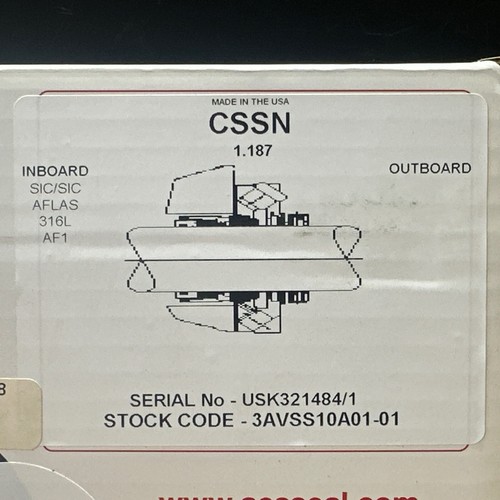 MADE IN THE USA
CSSN
1.187
INBOARD
OUTBOARD
SIC/SIC
AFLAS
316L
AF1
8
SERIAL No - USK321484/1
STOCK CODE - 3AVSS10A01-01